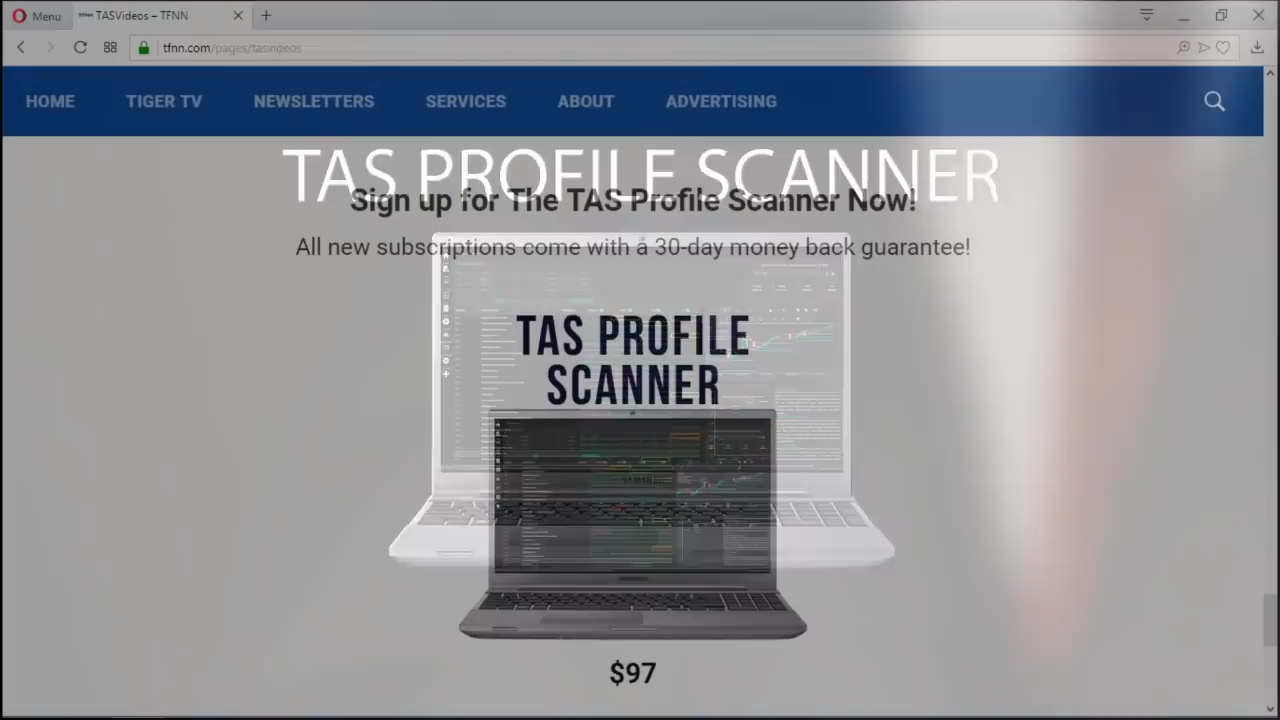 Menu
TASVideos – TFNN
tfnn.com/pages/tasvideos
HOME
TIGER TV
NEWSLETTERS
SERVICES
ABOUT
ADVERTISING
TAS PROFILE SCANNER
Sign up for The TAS Profile Scanner Now!
All new subscriptions come with a 30-day money back guarantee!
TAS PROFILE
SCANNER
$97